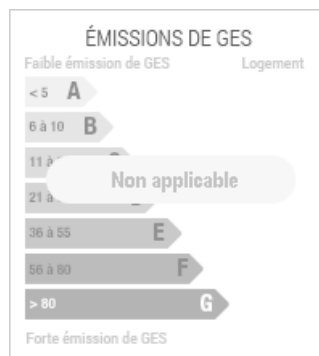 ÉMISSIONS DE GES
Faible émission de GES Logement
< 5 A
6 à 10 B
11 à
Non applicable
21 à
36 à 55 E
56 à 80 F
> 80 G
Forte émission de GES